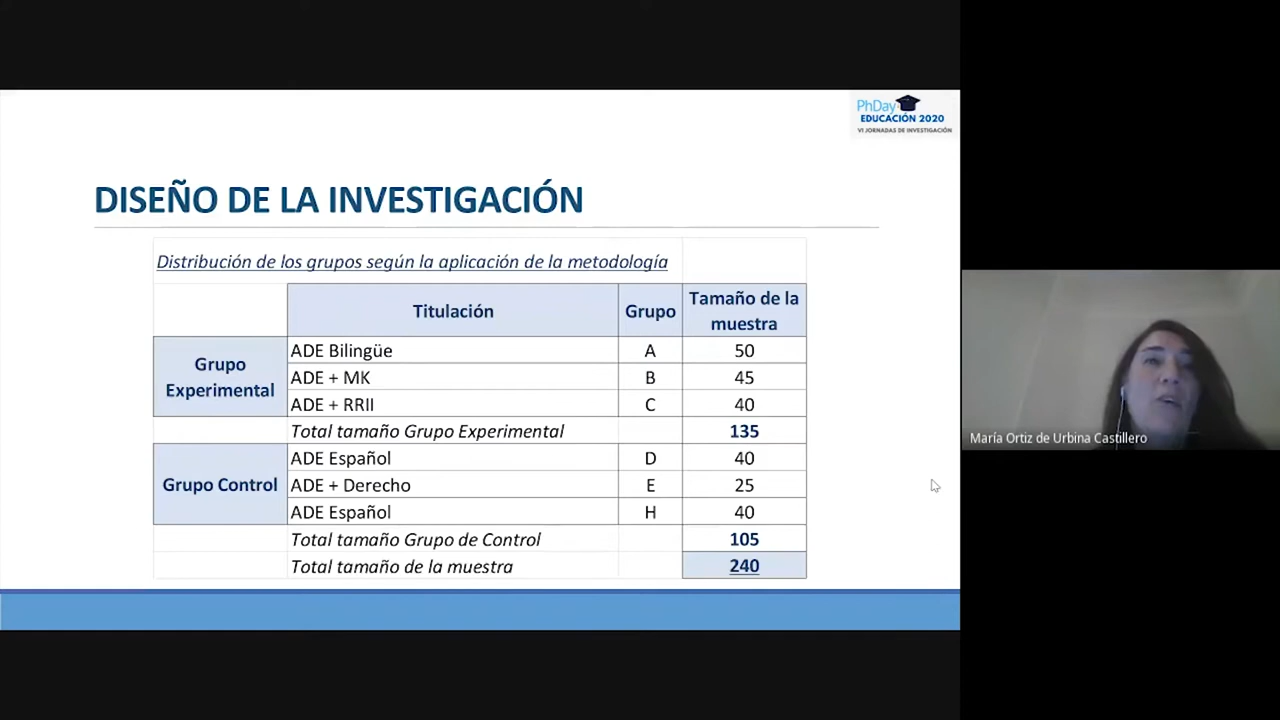 PhDay
EDUCACIÓN 2020
VI JORNADAS DE INVESTIGACIÓN
DISEÑO DE LA INVESTIGACIÓN
Distribución de los grupos según la aplicación de la metodología
Titulación Grupo Tamaño de la muestra
Grupo Experimental
ADE Bilingüe A 50
ADE + MK B 45
ADE + RRII C 40
Total tamaño Grupo Experimental 135
Grupo Control
ADE Español D 40
ADE + Derecho E 25
ADE Español H 40
Total tamaño Grupo de Control 105
Total tamaño de la muestra 240
María Ortiz de Urbina Castillero